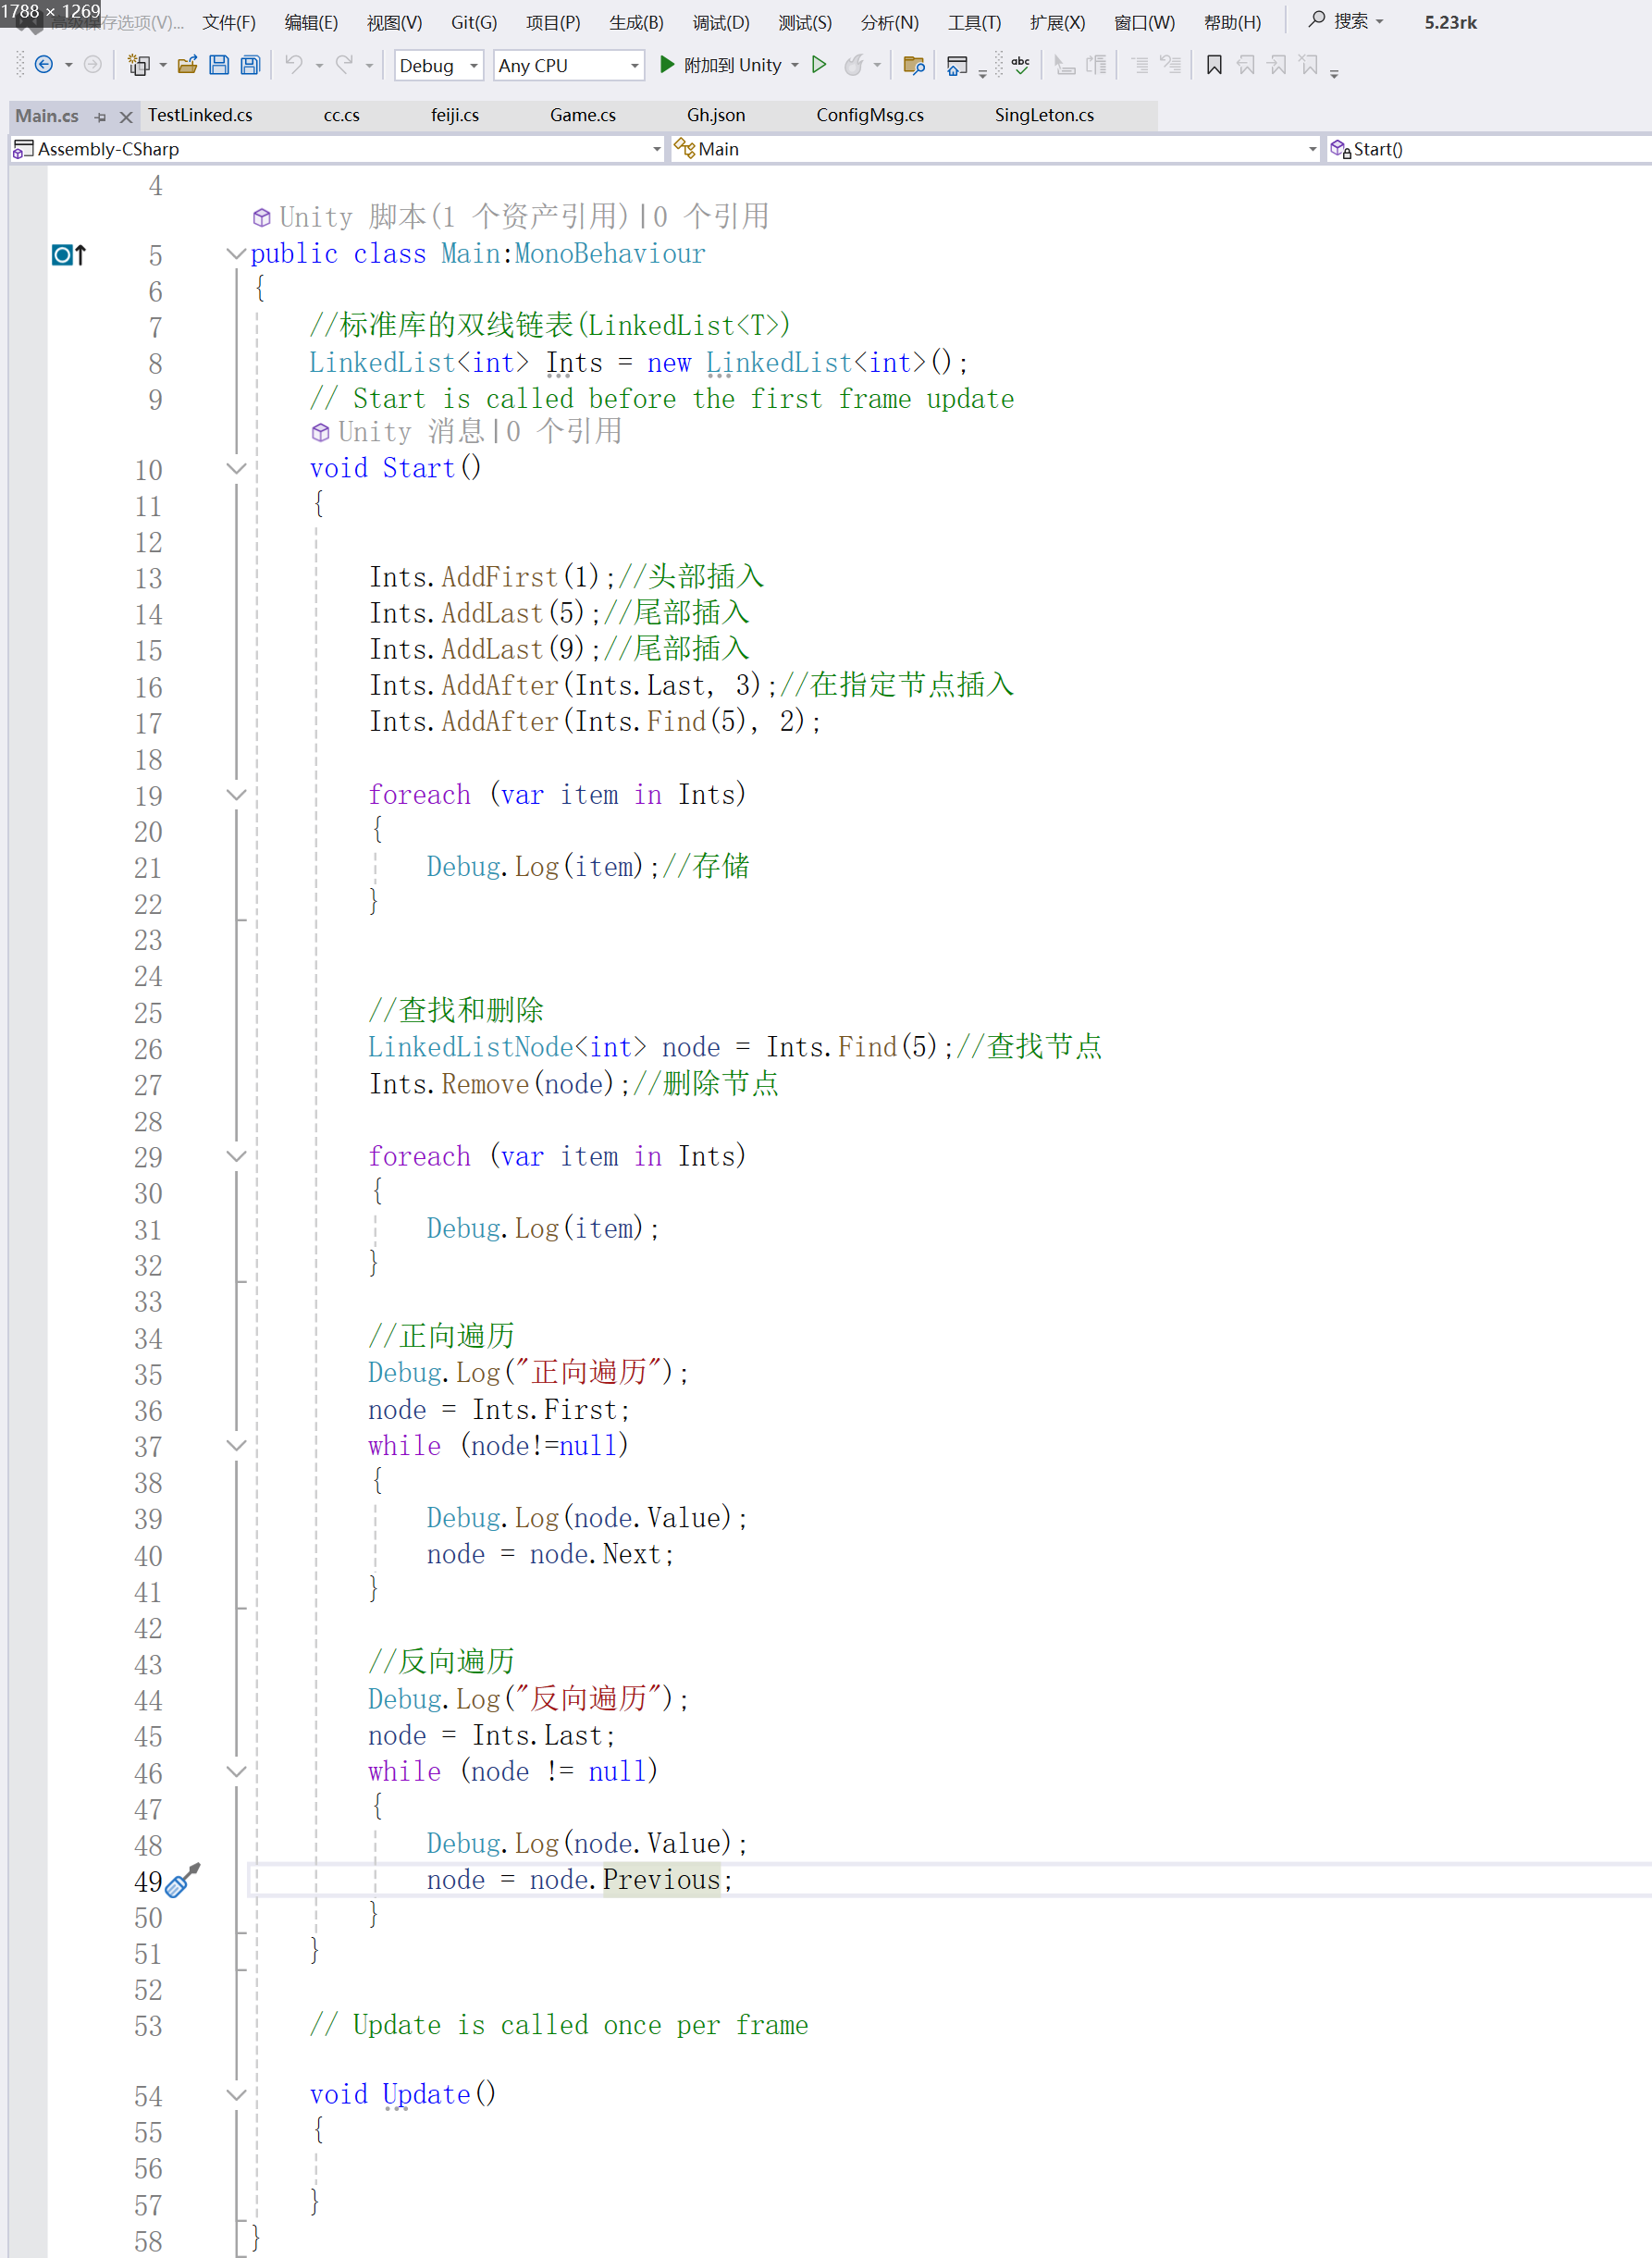 1788 × 1269
高级保存选项(V)... 文件(F) 编辑(E) 视图(V) Git(G) 项目(P) 生成(B) 调试(D) 测试(S) 分析(N) 工具(T) 扩展(X) 窗口(W) 帮助(H) 搜索 5.23rk
Debug Any CPU 附加到 Unity abc
Main.cs TestLinked.cs cc.cs feiji.cs Game.cs Gh.json ConfigMsg.cs SingLeton.cs
Assembly-CSharp Main Start()
4
Unity 脚本(1 个资产引用)|0 个引用
5 public class Main:MonoBehaviour
6 {
7 //标准库的双线链表(LinkedList<T>)
8 LinkedList<int> Ints = new LinkedList<int>();
9 // Start is called before the first frame update
Unity 消息|0 个引用
10 void Start()
11 {
12
13 Ints.AddFirst(1);//头部插入
14 Ints.AddLast(5);//尾部插入
15 Ints.AddLast(9);//尾部插入
16 Ints.AddAfter(Ints.Last, 3);//在指定节点插入
17 Ints.AddAfter(Ints.Find(5), 2);
18
19 foreach (var item in Ints)
20 {
21 Debug.Log(item);//存储
22 }
23
24
25 //查找和删除
26 LinkedListNode<int> node = Ints.Find(5);//查找节点
27 Ints.Remove(node);//删除节点
28
29 foreach (var item in Ints)
30 {
31 Debug.Log(item);
32 }
33
34 //正向遍历
35 Debug.Log("正向遍历");
36 node = Ints.First;
37 while (node!=null)
38 {
39 Debug.Log(node.Value);
40 node = node.Next;
41 }
42
43 //反向遍历
44 Debug.Log("反向遍历");
45 node = Ints.Last;
46 while (node != null)
47 {
48 Debug.Log(node.Value);
49 node = node.Previous;
50 }
51 }
52
53 // Update is called once per frame
54 void Update()
55 {
56
57 }
58 }